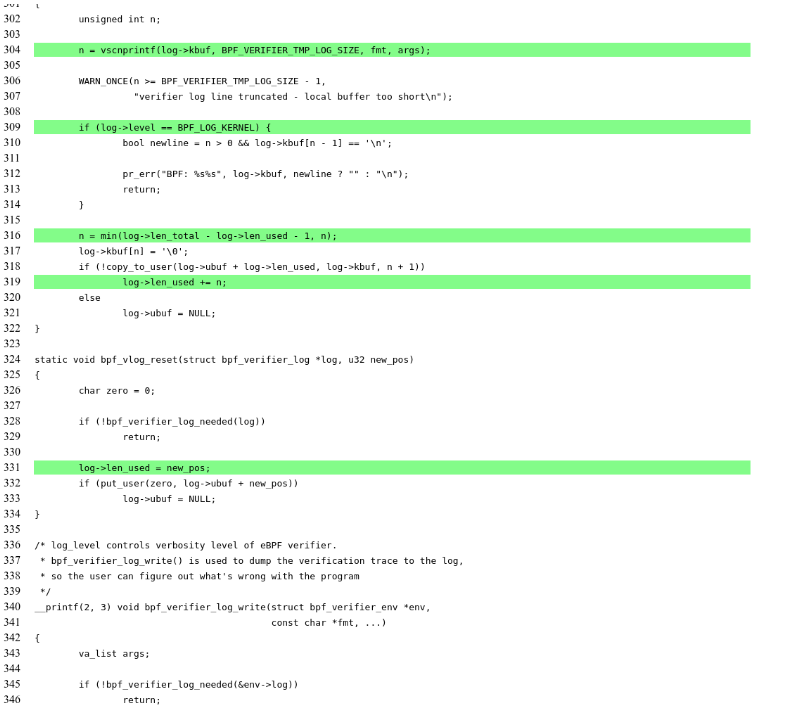 301 {
302         unsigned int n;
303
304         n = vscnprintf(log->kbuf, BPF_VERIFIER_TMP_LOG_SIZE, fmt, args);
305
306         WARN_ONCE(n >= BPF_VERIFIER_TMP_LOG_SIZE - 1,
307                   "verifier log line truncated - local buffer too short\n");
308
309         if (log->level == BPF_LOG_KERNEL) {
310                 bool newline = n > 0 && log->kbuf[n - 1] == '\n';
311
312                 pr_err("BPF: %s%s", log->kbuf, newline ? "" : "\n");
313                 return;
314         }
315
316         n = min(log->len_total - log->len_used - 1, n);
317         log->kbuf[n] = '\0';
318         if (!copy_to_user(log->ubuf + log->len_used, log->kbuf, n + 1))
319                 log->len_used += n;
320         else
321                 log->ubuf = NULL;
322 }
323
324 static void bpf_vlog_reset(struct bpf_verifier_log *log, u32 new_pos)
325 {
326         char zero = 0;
327
328         if (!bpf_verifier_log_needed(log))
329                 return;
330
331         log->len_used = new_pos;
332         if (put_user(zero, log->ubuf + new_pos))
333                 log->ubuf = NULL;
334 }
335
336 /* log_level controls verbosity level of eBPF verifier.
337  * bpf_verifier_log_write() is used to dump the verification trace to the log,
338  * so the user can figure out what's wrong with the program
339  */
340 __printf(2, 3) void bpf_verifier_log_write(struct bpf_verifier_env *env,
341                                            const char *fmt, ...)
342 {
343         va_list args;
344
345         if (!bpf_verifier_log_needed(&env->log))
346                 return;